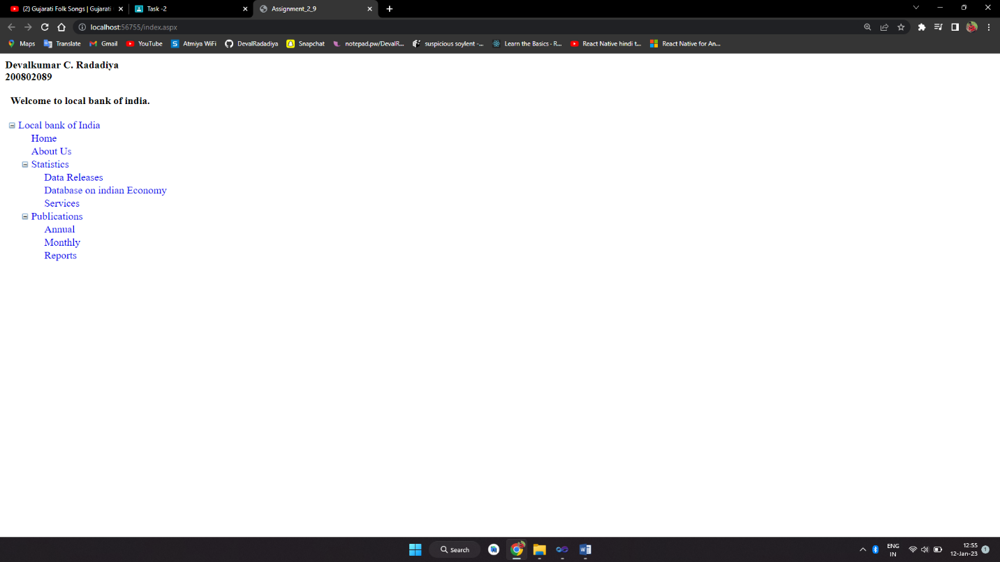 (2) Gujarati Folk Songs | Gujarati
Task -2
Assignment_2_9
localhost:56755/index.aspx
Maps Translate Gmail YouTube Atmiya WiFi DevalRadadiya Snapchat notepad.pw/DevalR... suspicious soylent -... Learn the Basics · R... React Native hindi t... React Native for An...
Devalkumar C. Radadiya
200802089
Welcome to local bank of india.
Local bank of India
Home
About Us
Statistics
Data Releases
Database on indian Economy
Services
Publications
Annual
Monthly
Reports
Search
ENG
IN
12:55
12-Jan-23
1